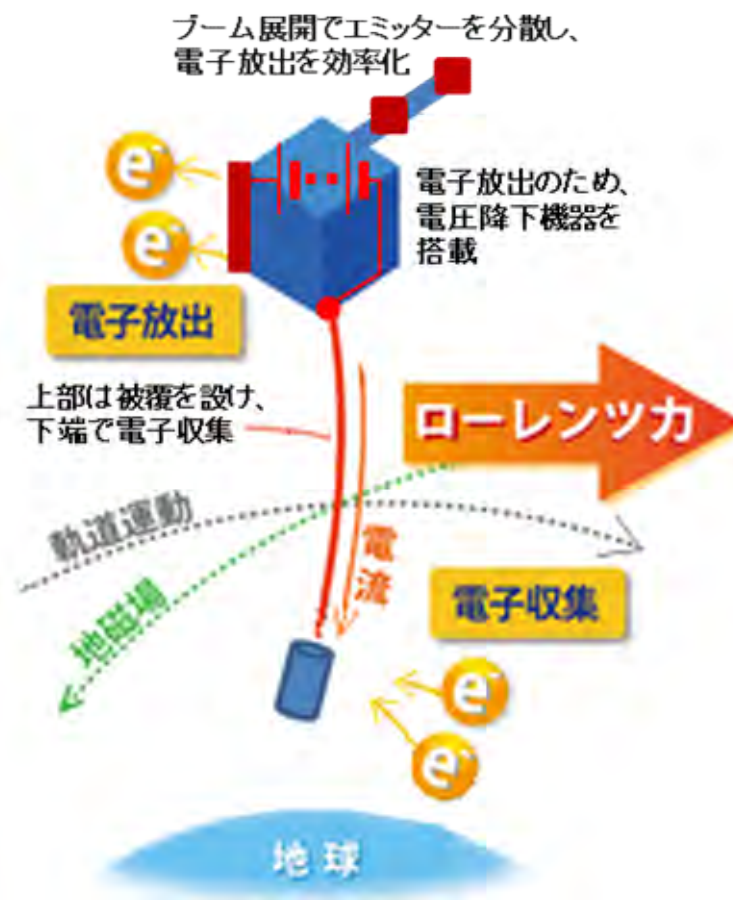 ブーム展開でエミッターを分散し、
電子放出を効率化
e-
e-
電子放出のため、
電圧降下機器を
搭載
電子放出
上部は被覆を設け、
下端で電子収集
ローレンツ力
軌道運動
地磁場
電流
電子収集
e-
e-
地球